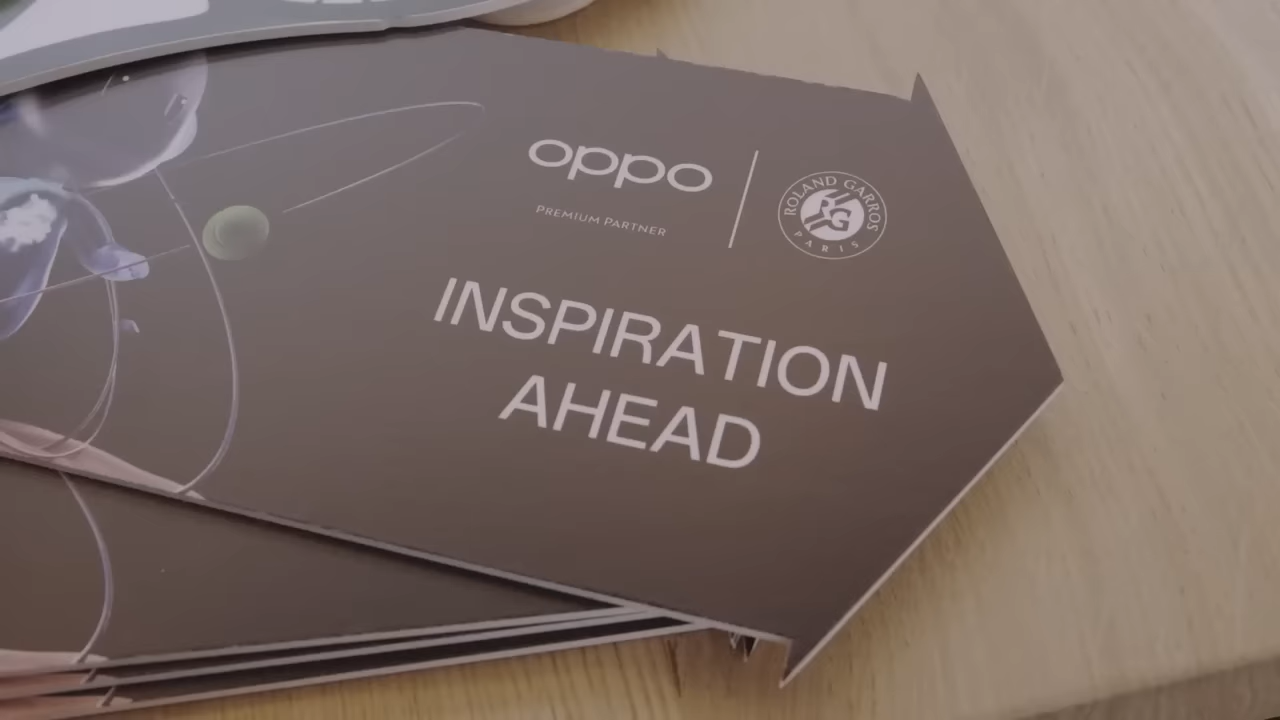 oppo
PREMIUM PARTNER
ROLAND GARROS
RG
PARIS
INSPIRATION
AHEAD